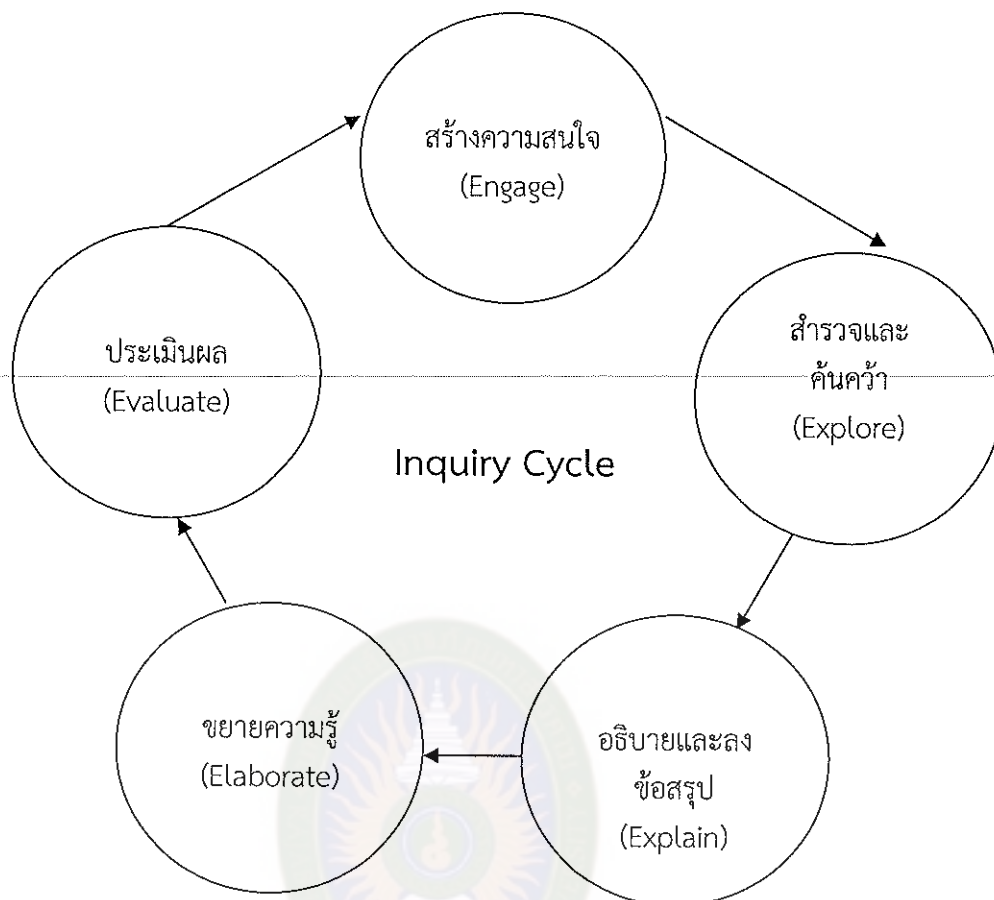 สร้างความสนใจ
(Engage)
สำรวจและ
ค้นคว้า
(Explore)
อธิบายและลง
ข้อสรุป
(Explain)
ขยายความรู้
(Elaborate)
ประเมินผล
(Evaluate)
Inquiry Cycle